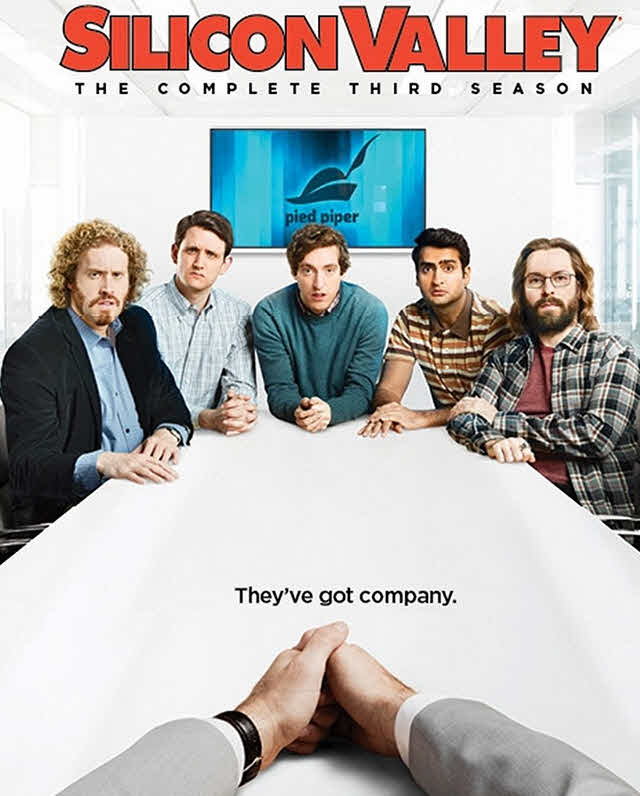 SILICON VALLEY
THE COMPLETE THIRD SEASON
pied piper
They've got company.